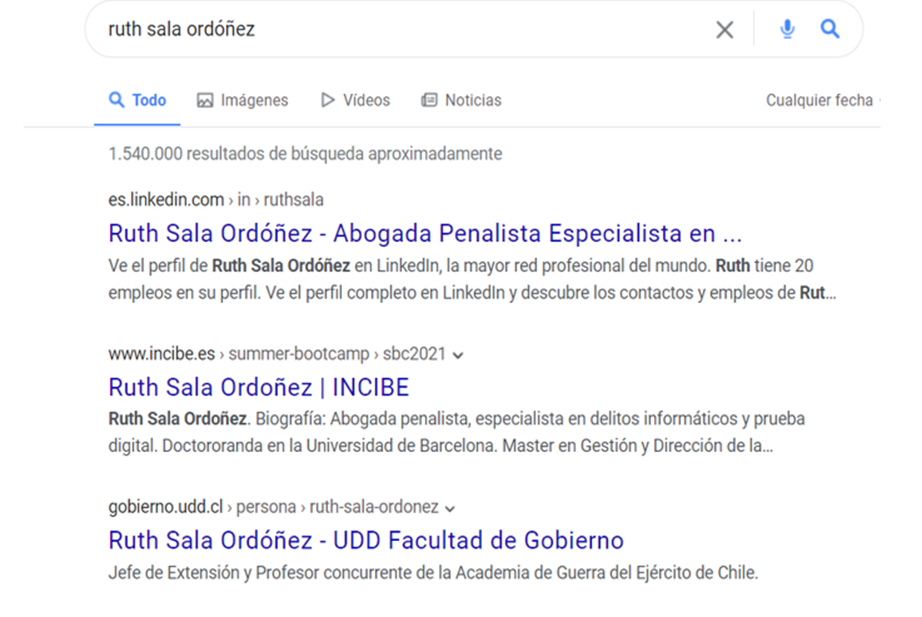 ruth sala ordóñez
Todo Imágenes Vídeos Noticias Cualquier fecha
1.540.000 resultados de búsqueda aproximadamente
es.linkedin.com › in › ruthsala
Ruth Sala Ordóñez - Abogada Penalista Especialista en ...
Ve el perfil de Ruth Sala Ordóñez en LinkedIn, la mayor red profesional del mundo. Ruth tiene 20
empleos en su perfil. Ve el perfil completo en LinkedIn y descubre los contactos y empleos de Rut...
www.incibe.es › summer-bootcamp › sbc2021
Ruth Sala Ordoñez | INCIBE
Ruth Sala Ordoñez. Biografía: Abogada penalista, especialista en delitos informáticos y prueba
digital. Doctororanda en la Universidad de Barcelona. Master en Gestión y Dirección de la...
gobierno.udd.cl › persona › ruth-sala-ordonez
Ruth Sala Ordóñez - UDD Facultad de Gobierno
Jefe de Extensión y Profesor concurrente de la Academia de Guerra del Ejército de Chile.